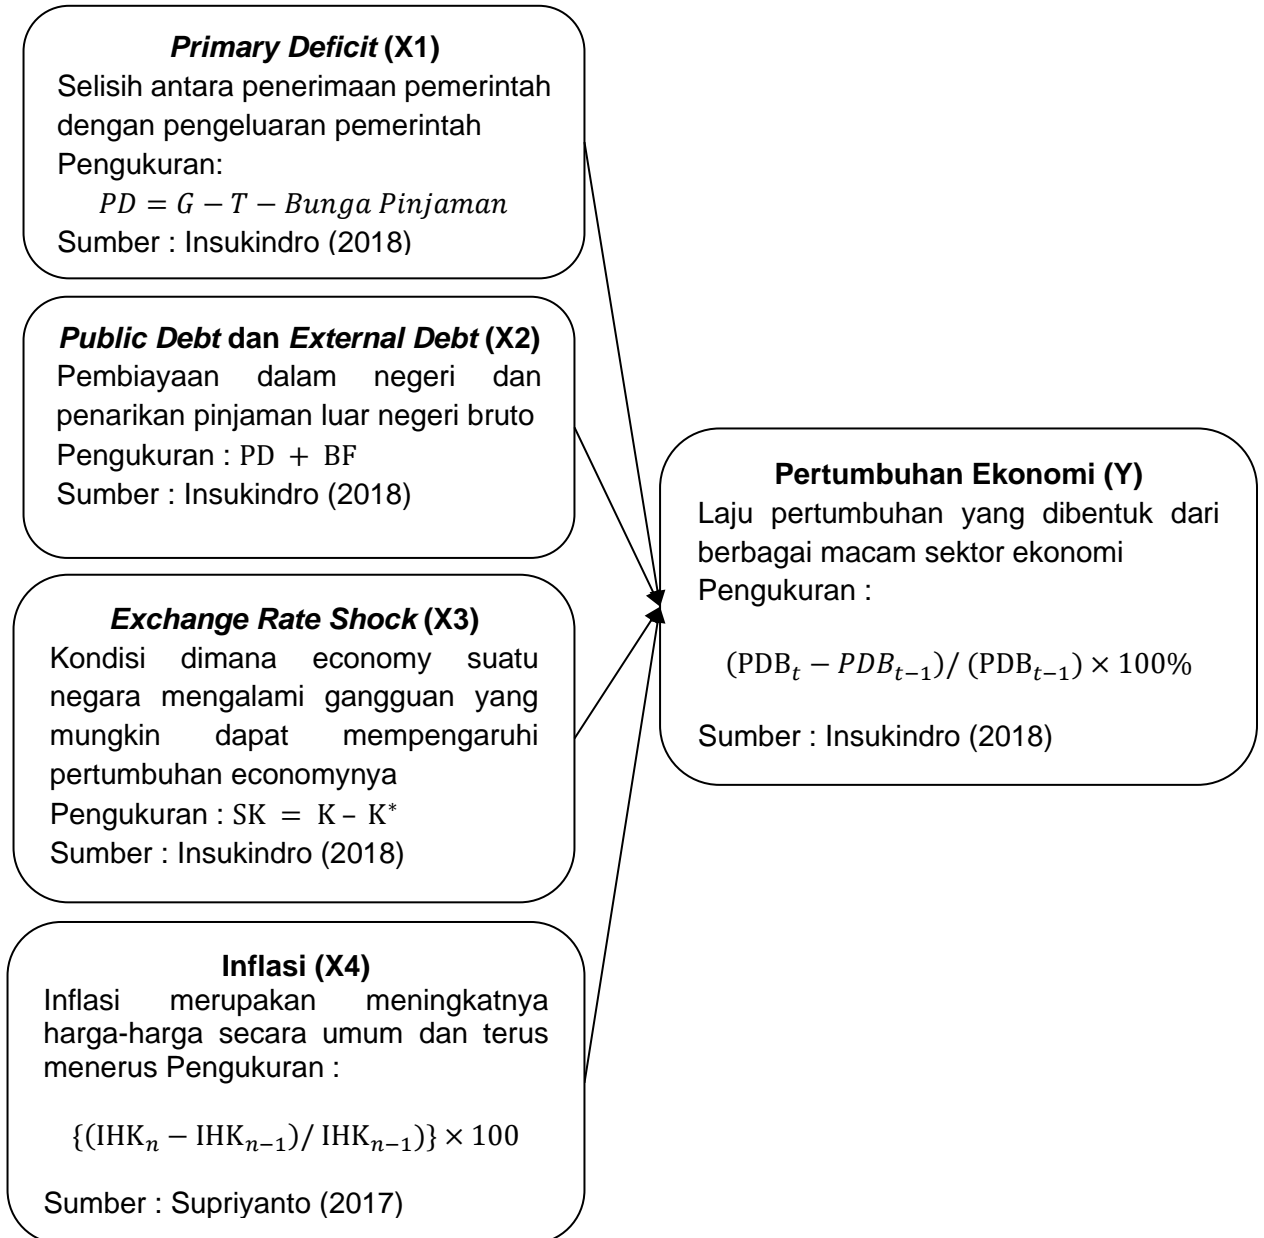 Primary Deficit (X1)
Selisih antara penerimaan pemerintah
dengan pengeluaran pemerintah
Pengukuran:
PD = G − T − Bunga Pinjaman
Sumber : Insukindro (2018)
Public Debt dan External Debt (X2)
Pembiayaan dalam negeri dan
penarikan pinjaman luar negeri bruto
Pengukuran : PD + BF
Sumber : Insukindro (2018)
Exchange Rate Shock (X3)
Kondisi dimana economy suatu
negara mengalami gangguan yang
mungkin dapat mempengaruhi
pertumbuhan economynya
Pengukuran : SK = K – K*
Sumber : Insukindro (2018)
Inflasi (X4)
Inflasi merupakan meningkatnya
harga-harga secara umum dan terus
menerus Pengukuran :
{(IHKₙ − IHKₙ₋₁)/ IHKₙ₋₁)} × 100
Sumber : Supriyanto (2017)
Pertumbuhan Ekonomi (Y)
Laju pertumbuhan yang dibentuk dari
berbagai macam sektor ekonomi
Pengukuran :
(PDBₜ − PDBₜ₋₁)/ (PDBₜ₋₁) × 100%
Sumber : Insukindro (2018)